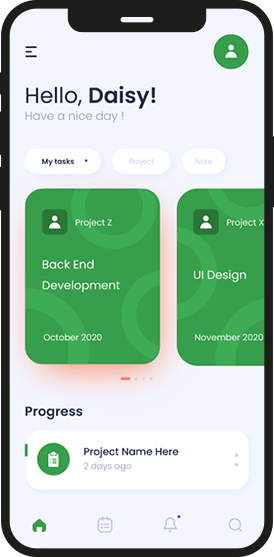 Hello, Daisy!
Have a nice day !
My tasks
Project
Note
Project Z
Back End
Development
October 2020
Project X
UI Design
November 2020
Progress
Project Name Here
2 days ago